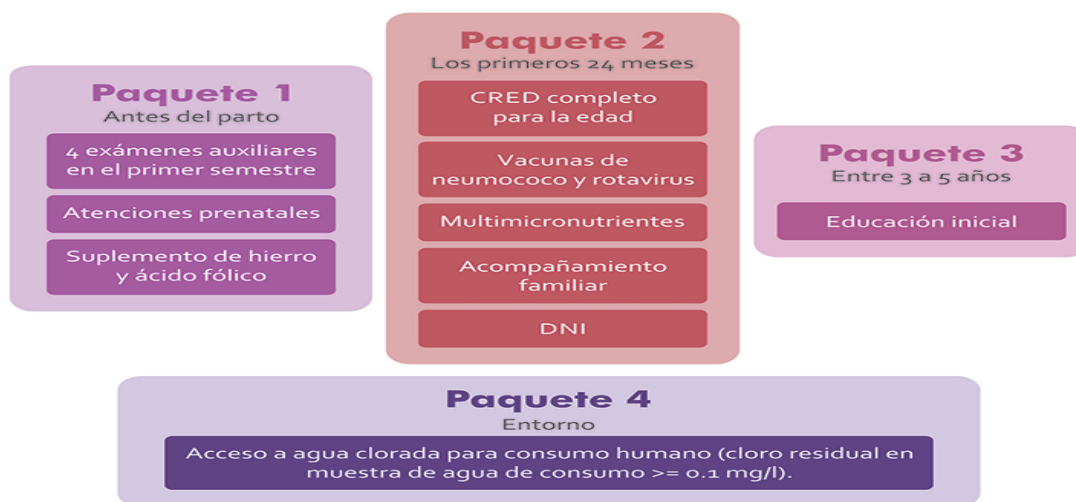 Paquete 1
Antes del parto
4 exámenes auxiliares
en el primer semestre
Atenciones prenatales
Suplemento de hierro
y ácido fólico
Paquete 2
Los primeros 24 meses
CRED completo
para la edad
Vacunas de
neumococo y rotavirus
Multimicronutrientes
Acompañamiento
familiar
DNI
Paquete 3
Entre 3 a 5 años
Educación inicial
Paquete 4
Entorno
Acceso a agua clorada para consumo humano (cloro residual en
muestra de agua de consumo >= 0.1 mg/l).